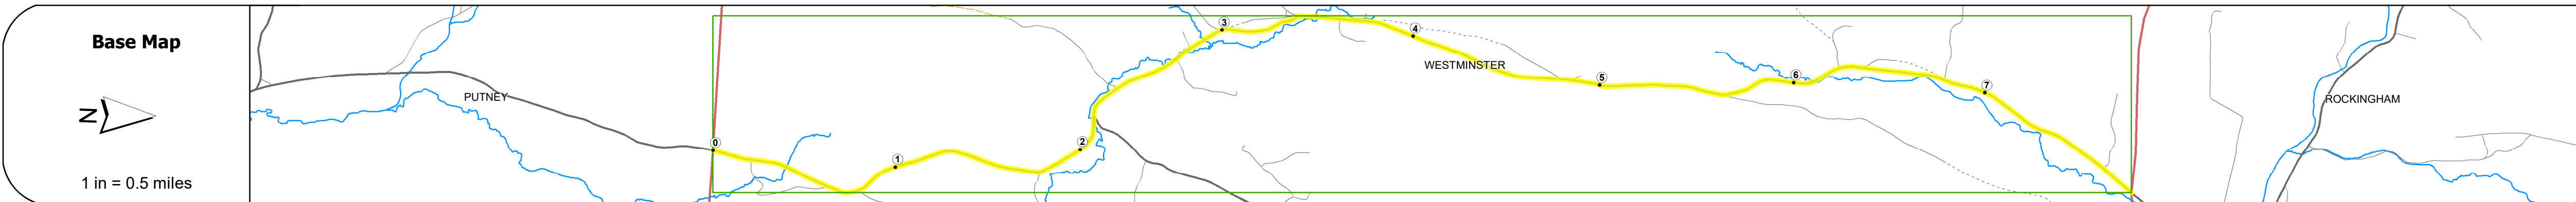 Base Map
N
1 in = 0.5 miles
PUTNEY
0
1
2
3
4
WESTMINSTER
5
6
7
ROCKINGHAM